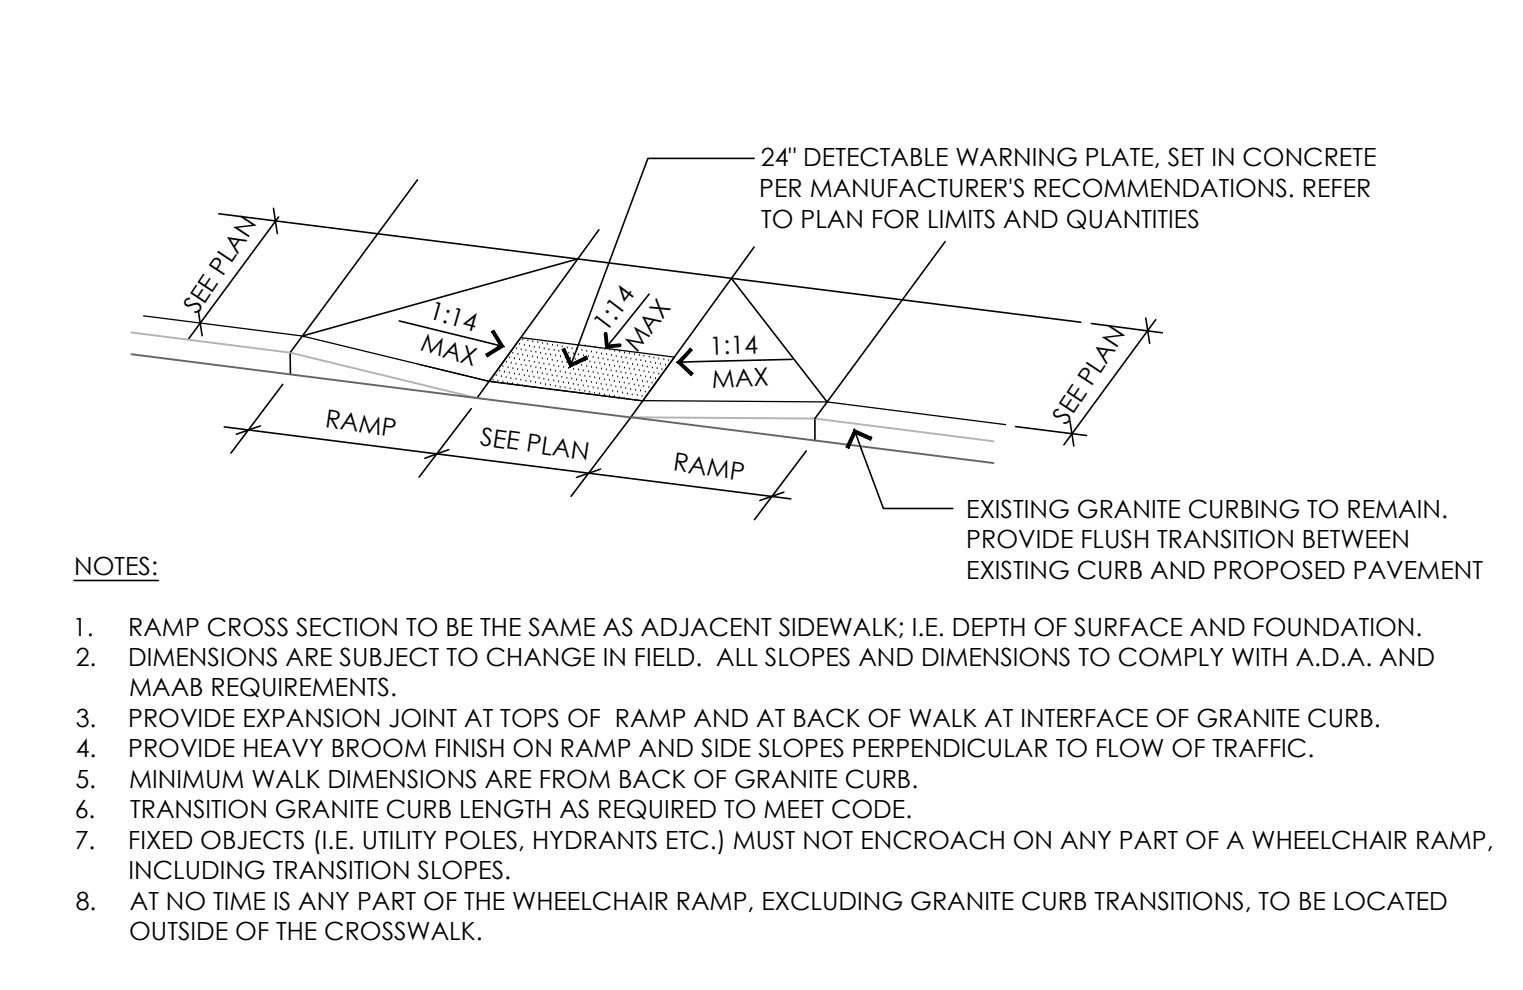 24" DETECTABLE WARNING PLATE, SET IN CONCRETE
PER MANUFACTURER'S RECOMMENDATIONS. REFER
TO PLAN FOR LIMITS AND QUANTITIES
SEE PLAN
1:14
MAX
1:14
MAX
1:14
MAX
SEE PLAN
RAMP
SEE PLAN
RAMP
EXISTING GRANITE CURBING TO REMAIN.
PROVIDE FLUSH TRANSITION BETWEEN
EXISTING CURB AND PROPOSED PAVEMENT
NOTES:
1. RAMP CROSS SECTION TO BE THE SAME AS ADJACENT SIDEWALK; I.E. DEPTH OF SURFACE AND FOUNDATION.
2. DIMENSIONS ARE SUBJECT TO CHANGE IN FIELD. ALL SLOPES AND DIMENSIONS TO COMPLY WITH A.D.A. AND
MAAB REQUIREMENTS.
3. PROVIDE EXPANSION JOINT AT TOPS OF RAMP AND AT BACK OF WALK AT INTERFACE OF GRANITE CURB.
4. PROVIDE HEAVY BROOM FINISH ON RAMP AND SIDE SLOPES PERPENDICULAR TO FLOW OF TRAFFIC.
5. MINIMUM WALK DIMENSIONS ARE FROM BACK OF GRANITE CURB.
6. TRANSITION GRANITE CURB LENGTH AS REQUIRED TO MEET CODE.
7. FIXED OBJECTS (I.E. UTILITY POLES, HYDRANTS ETC.) MUST NOT ENCROACH ON ANY PART OF A WHEELCHAIR RAMP,
INCLUDING TRANSITION SLOPES.
8. AT NO TIME IS ANY PART OF THE WHEELCHAIR RAMP, EXCLUDING GRANITE CURB TRANSITIONS, TO BE LOCATED
OUTSIDE OF THE CROSSWALK.